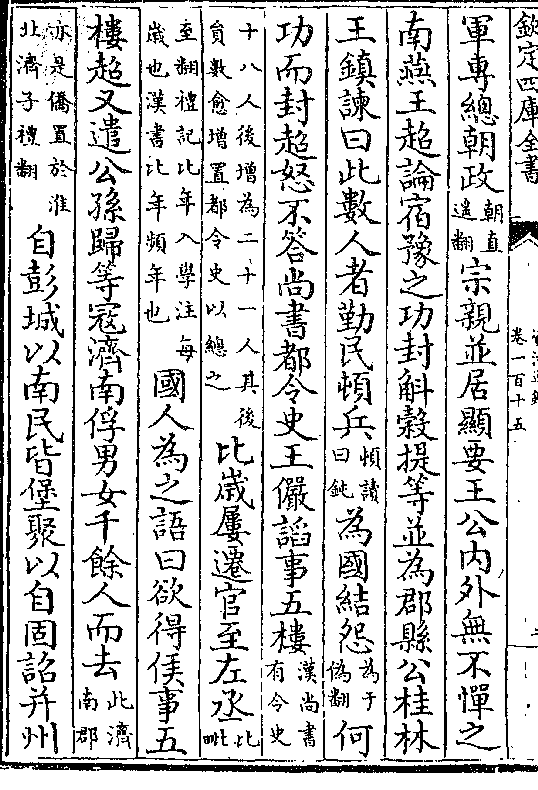 欽定四庫全書
卷一百十五
軍專總朝政朝直遥翻宗親並居顯要王公内外無不憚之
南燕王超論宿豫之功封斛穀提等並為郡縣公桂林
王鎮諫曰此數人者勤民頓兵頓讀曰鈍為國結怨為于偽翻何
功而封超怒不答尚書都令史王儼謟事五樓漢尚書有令史
十八人後增為二十一人其後員數愈增置都令史以總之比歲屢遷官至左丞比毗
至翻禮記比年入學注每歲也漢書比年頻年也國人為之語曰欲得侯事五
樓超又遣公孫歸等冦濟南俘男女千餘人而去此濟南郡
亦是僑置於淮北濟子禮翻自彭城以南民皆堡聚以自固詔并州